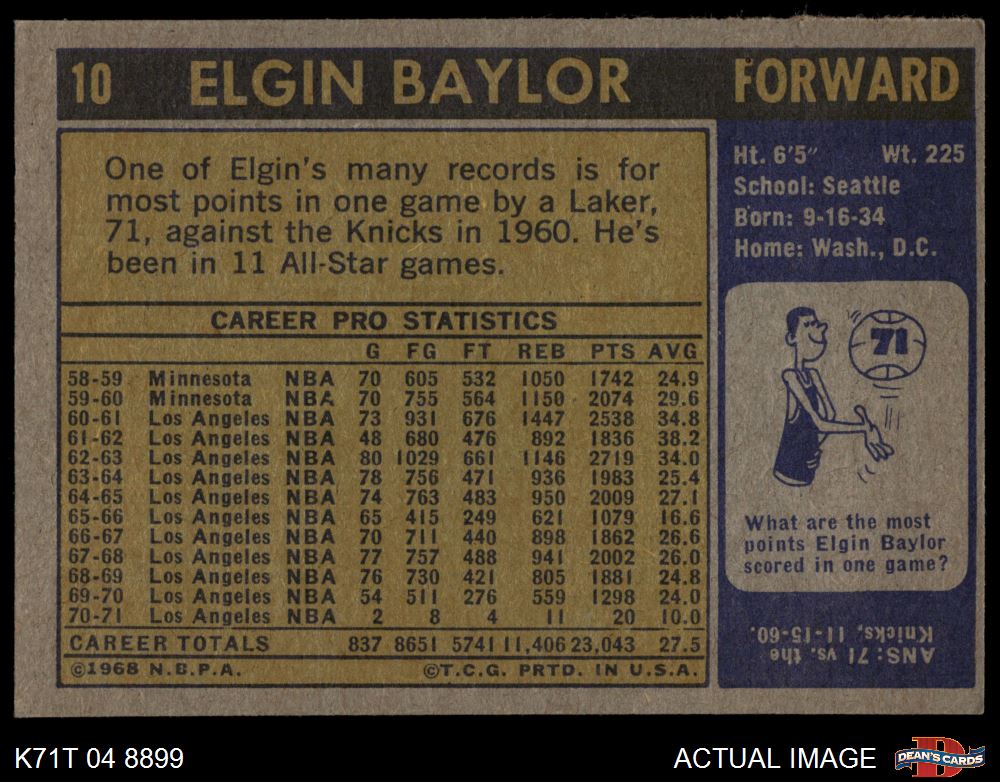 10 ELGIN BAYLOR FORWARD
One of Elgin's many records is for
most points in one game by a Laker,
71, against the Knicks in 1960. He's
been in 11 All-Star games.
Ht. 6'5" Wt. 225
School: Seattle
Born: 9-16-34
Home: Wash., D.C.
71
What are the most
points Elgin Baylor
scored in one game?
ANS: 71 vs. the
Knicks, 11-15-60.
CAREER PRO STATISTICS
G FG FT REB PTS AVG
58-59 Minnesota NBA 70 605 532 1050 1742 24.9
59-60 Minnesota NBA 70 755 564 1150 2074 29.6
60-61 Los Angeles NBA 73 931 676 1447 2538 34.8
61-62 Los Angeles NBA 48 680 476 892 1836 38.2
62-63 Los Angeles NBA 80 1029 661 1146 2719 34.0
63-64 Los Angeles NBA 78 756 471 936 1983 25.4
64-65 Los Angeles NBA 74 763 483 950 2009 27.1
65-66 Los Angeles NBA 65 415 249 621 1079 16.6
66-67 Los Angeles NBA 70 711 440 898 1862 26.6
67-68 Los Angeles NBA 77 757 488 941 2002 26.0
68-69 Los Angeles NBA 76 730 421 805 1881 24.8
69-70 Los Angeles NBA 54 511 276 559 1298 24.0
70-71 Los Angeles NBA 2 8 4 11 20 10.0
CAREER TOTALS 837 8651 5741 11,406 23,043 27.5
©1968 N.B.P.A. ©T.C.G. PRTD. IN U.S.A.
K71T 04 8899 ACTUAL IMAGE
D
DEAN'S CARDS